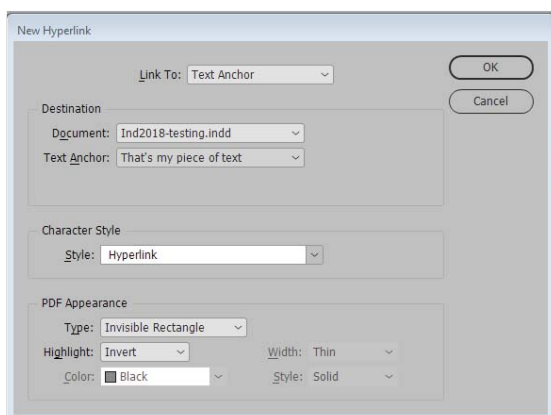 New Hyperlink
Link To: Text Anchor
OK
Cancel
Destination
Document: Ind2018-testing.indd
Text Anchor: That's my piece of text
Character Style
Style: Hyperlink
PDF Appearance
Type: Invisible Rectangle
Highlight: Invert Width: Thin
Color: Black Style: Solid